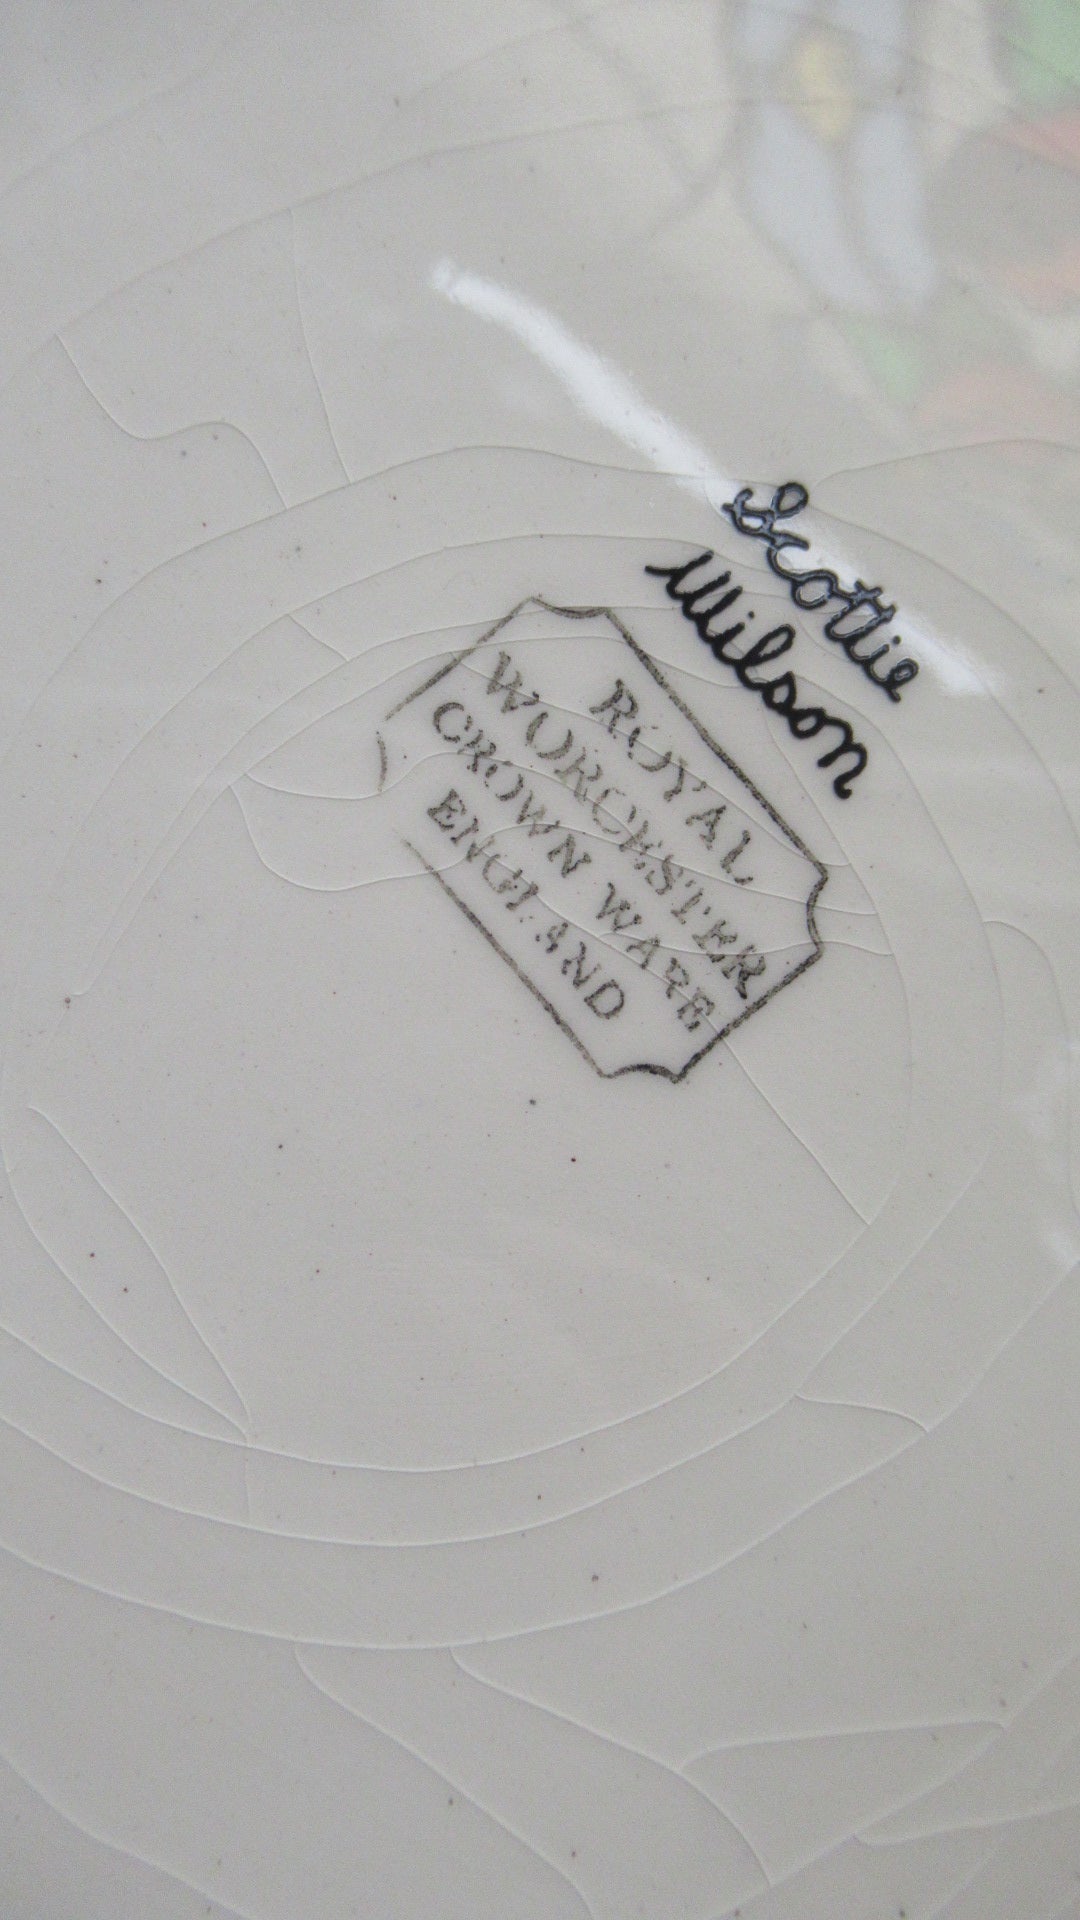 Scottie
Wilson
ROYAL
WORCESTER
CROWN WARE
ENGLAND